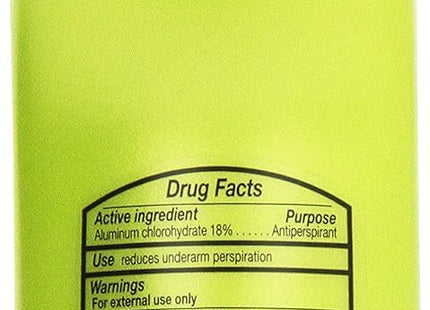 Drug Facts
Active ingredient Purpose
Aluminum chlorohydrate 18% . . . . . . Antiperspirant
Use reduces underarm perspiration
Warnings
For external use only